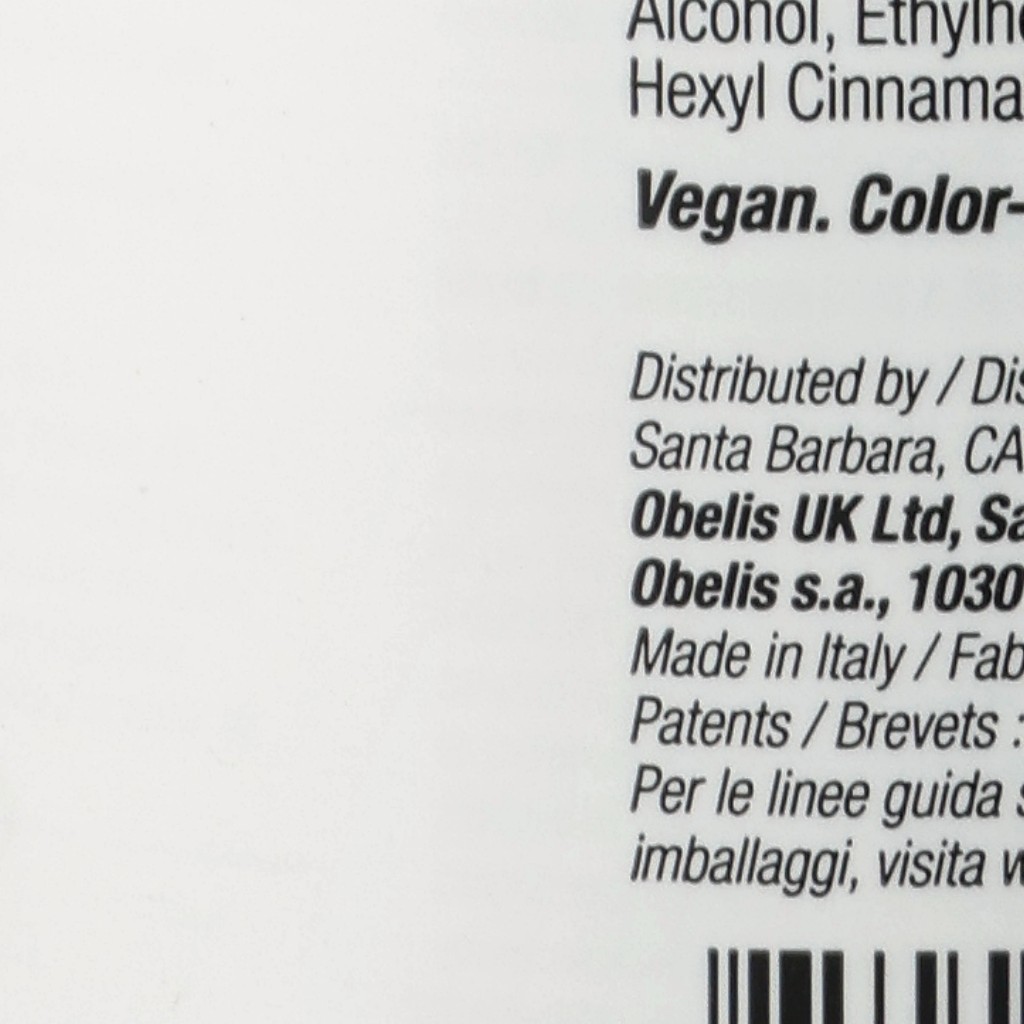 Alcohol, Ethylh
Hexyl Cinnama
Vegan. Color-
Distributed by / Dis
Santa Barbara, CA
Obelis UK Ltd, Sa
Obelis s.a., 1030
Made in Italy / Fab
Patents / Brevets :
Per le linee guida s
imballaggi, visita w